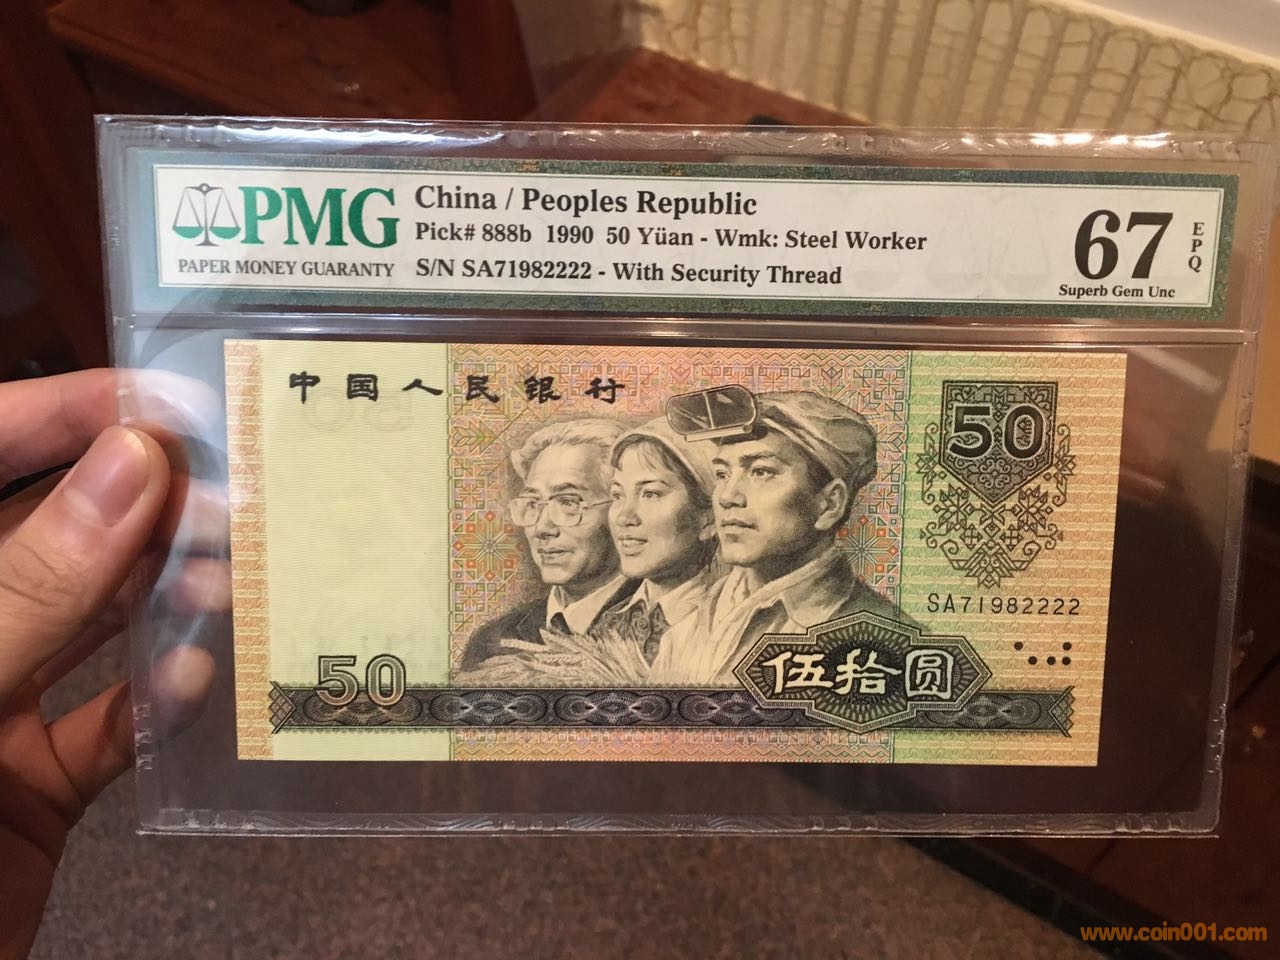 PMG
PAPER MONEY GUARANTY
China / Peoples Republic
Pick# 888b 1990 50 Yüan - Wmk: Steel Worker
S/N SA71982222 - With Security Thread
67
EPQ
Superb Gem Unc
中国人民银行
50
SA71982222
50
伍拾圆
www.coin001.com